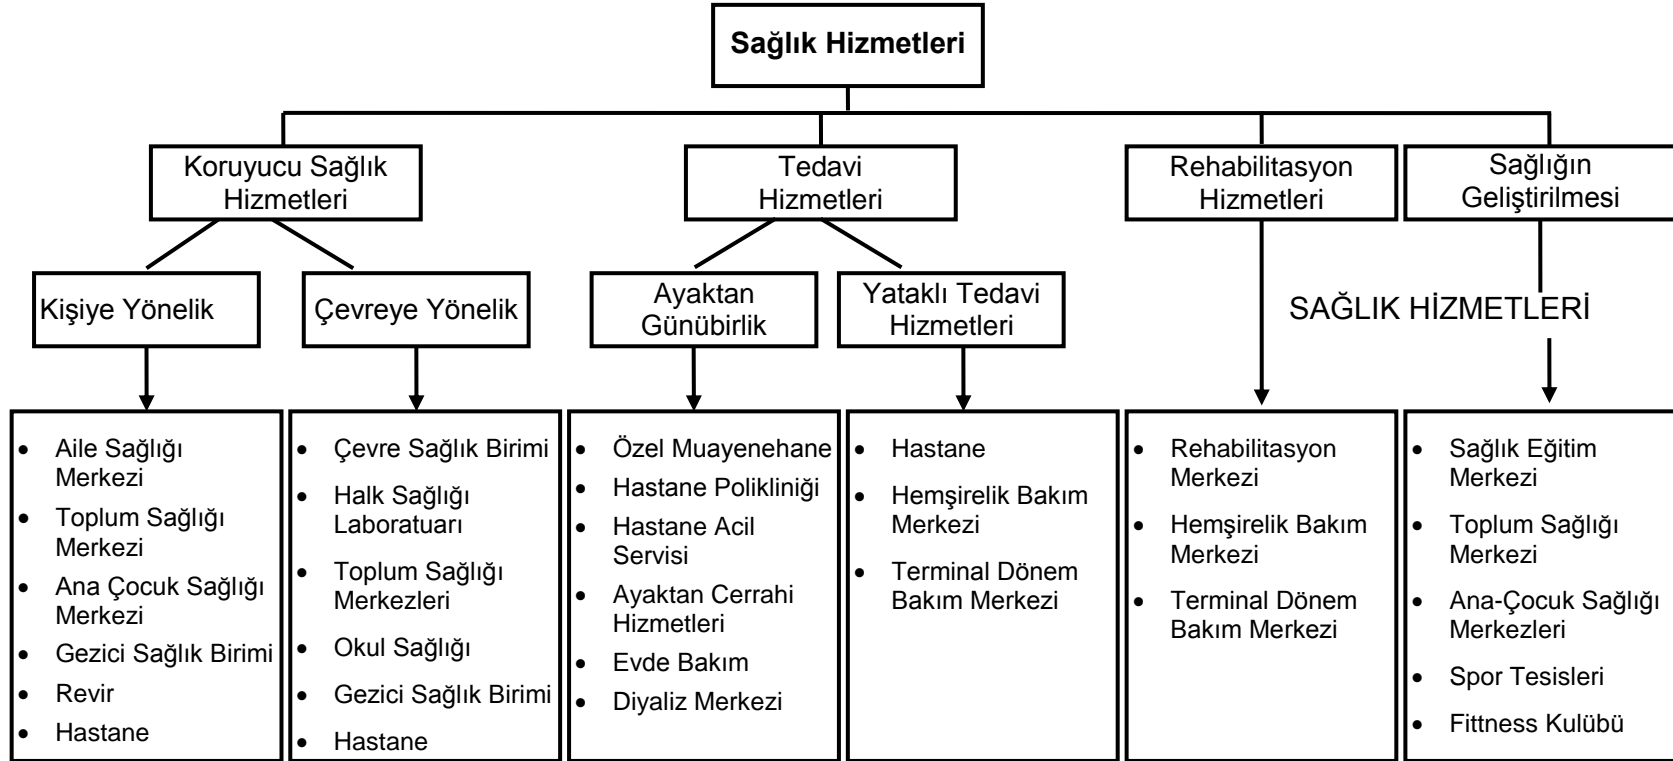 Sağlık Hizmetleri
Koruyucu Sağlık
Hizmetleri
Tedavi
Hizmetleri
Rehabilitasyon
Hizmetleri
Sağlığın
Geliştirilmesi
Kişiye Yönelik
Çevreye Yönelik
Ayaktan
Günübirlik
Yataklı Tedavi
Hizmetleri
SAĞLIK HİZMETLERİ
• Aile Sağlığı
Merkezi
• Toplum Sağlığı
Merkezi
• Ana Çocuk Sağlığı
Merkezi
• Gezici Sağlık Birimi
• Revir
• Hastane
• Çevre Sağlık Birimi
• Halk Sağlığı
Laboratuarı
• Toplum Sağlığı
Merkezleri
• Okul Sağlığı
• Gezici Sağlık Birimi
• Hastane
• Özel Muayenehane
• Hastane Polikliniği
• Hastane Acil
Servisi
• Ayaktan Cerrahi
Hizmetleri
• Evde Bakım
• Diyaliz Merkezi
• Hastane
• Hemşirelik Bakım
Merkezi
• Terminal Dönem
Bakım Merkezi
• Rehabilitasyon
Merkezi
• Hemşirelik Bakım
Merkezi
• Terminal Dönem
Bakım Merkezi
• Sağlık Eğitim
Merkezi
• Toplum Sağlığı
Merkezi
• Ana-Çocuk Sağlığı
Merkezleri
• Spor Tesisleri
• Fittness Kulübü